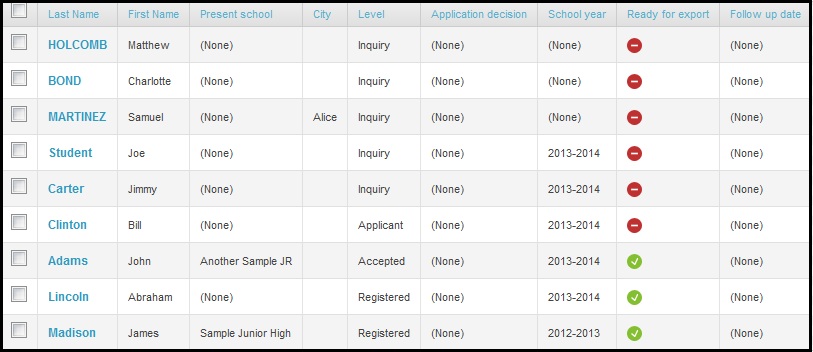 Last Name First Name Present school City Level Application decision School year Ready for export Follow up date
HOLCOMB Matthew (None) Inquiry (None) (None) (None)
BOND Charlotte (None) Inquiry (None) (None) (None)
MARTINEZ Samuel (None) Alice Inquiry (None) (None) (None)
Student Joe (None) Inquiry (None) 2013-2014 (None)
Carter Jimmy (None) Inquiry (None) 2013-2014 (None)
Clinton Bill (None) Applicant (None) 2013-2014 (None)
Adams John Another Sample JR Accepted (None) 2013-2014 (None)
Lincoln Abraham (None) Registered (None) 2013-2014 (None)
Madison James Sample Junior High Registered (None) 2012-2013 (None)